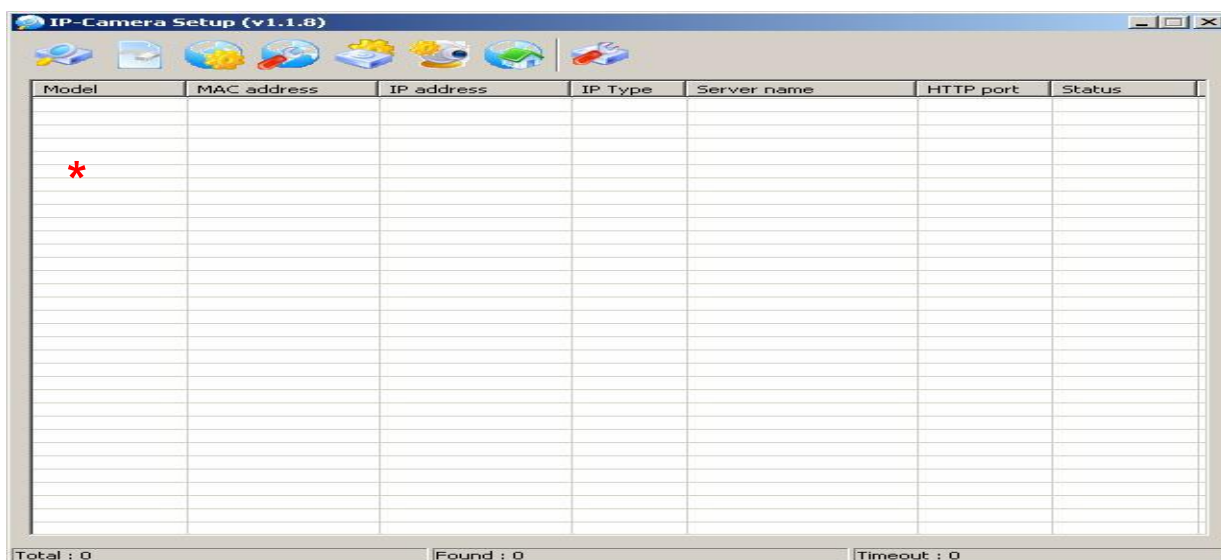 IP-Camera Setup (v1.1.8)
Model MAC address IP address IP Type Server name HTTP port Status
*
Total : 0 Found : 0 Timeout : 0